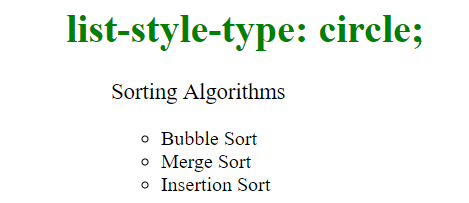 list-style-type: circle;
Sorting Algorithms
Bubble Sort
Merge Sort
Insertion Sort